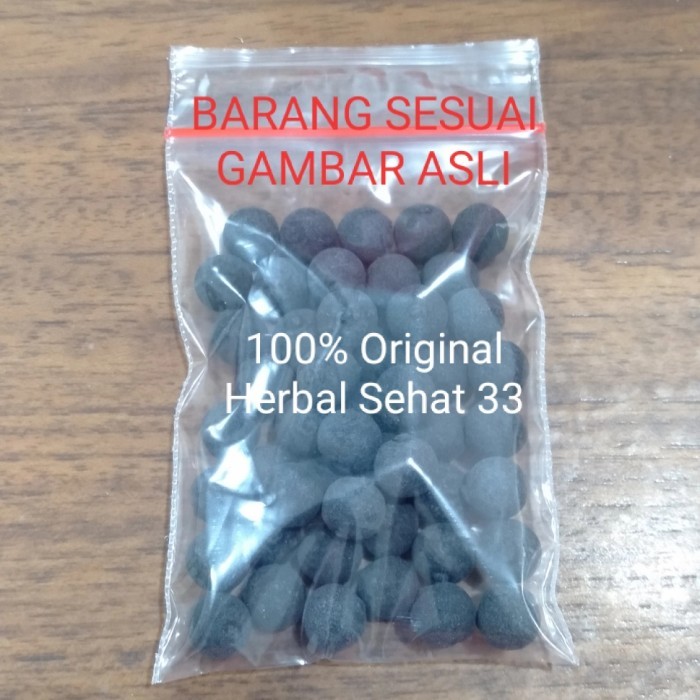 BARANG SESUAI
GAMBAR ASLI
100% Original
Herbal Sehat 33